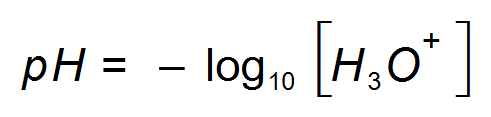 pH = – log₁₀ [H₃O⁺]